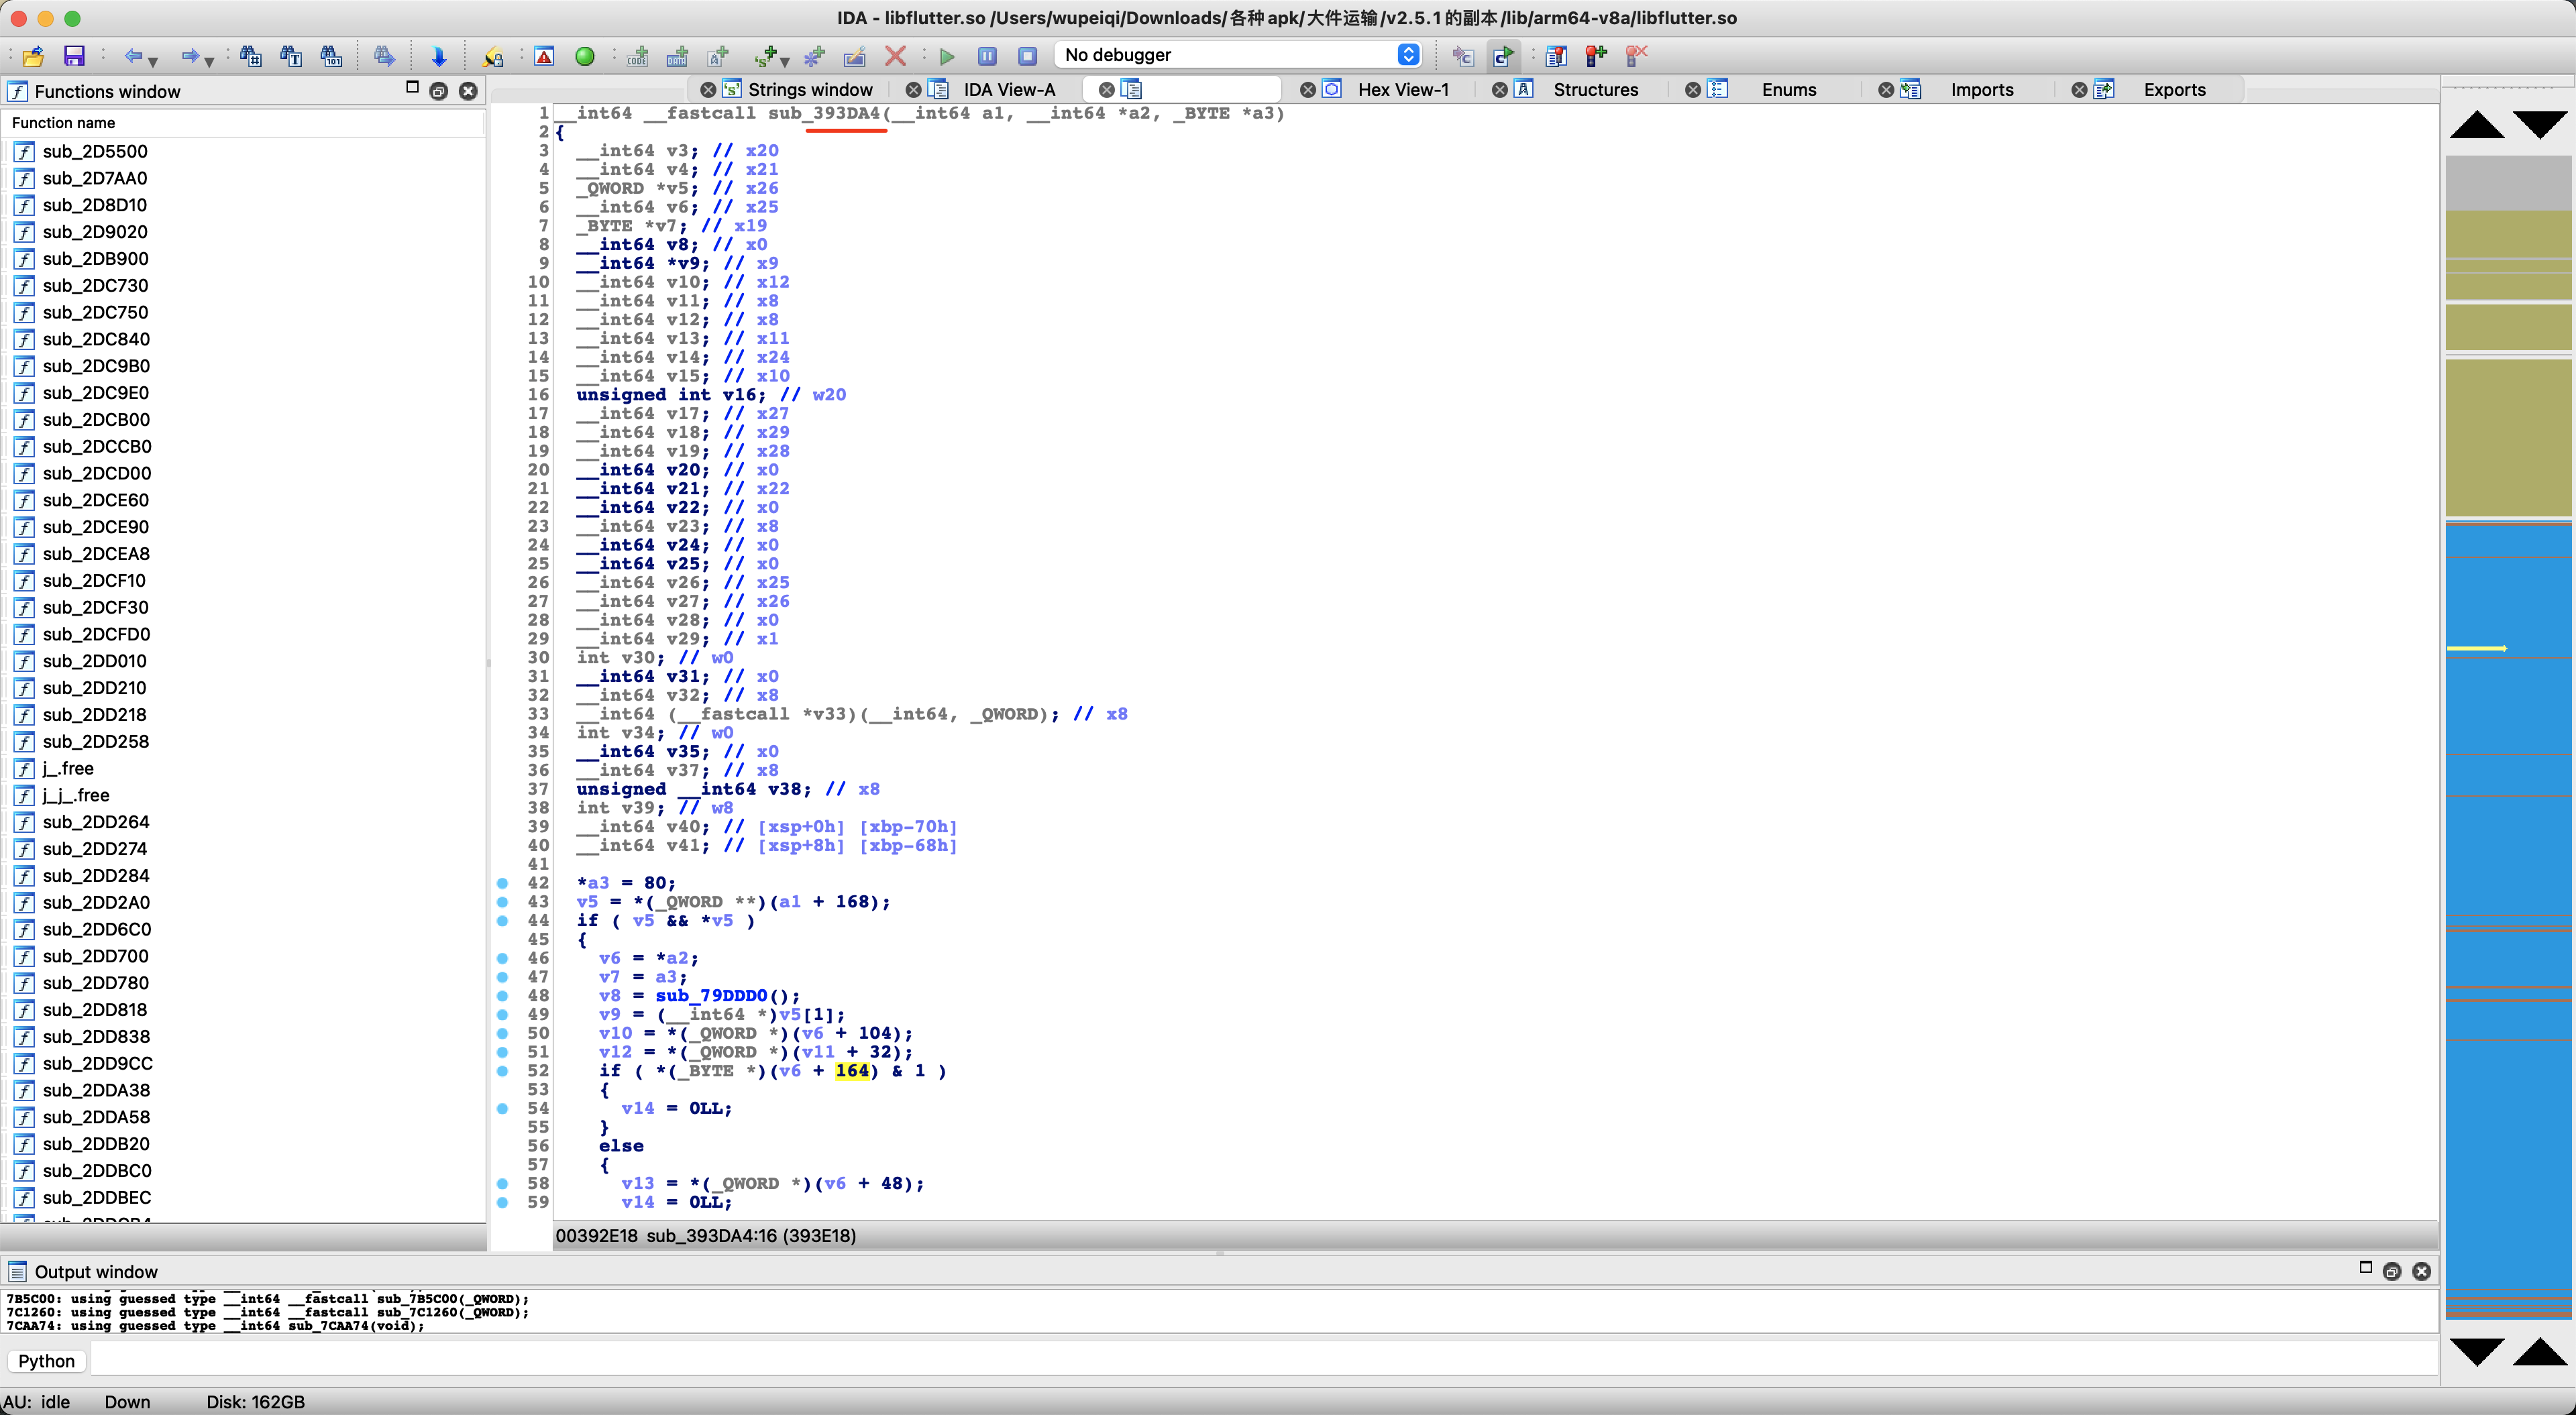 IDA - libflutter.so /Users/wupeiqi/Downloads/各种apk/大件运输/v2.5.1的副本/lib/arm64-v8a/libflutter.so
No debugger
Functions window
Strings window
IDA View-A
Hex View-1
Structures
Enums
Imports
Exports
Function name
sub_2D5500
sub_2D7AA0
sub_2D8D10
sub_2D9020
sub_2DB900
sub_2DC730
sub_2DC750
sub_2DC840
sub_2DC9B0
sub_2DC9E0
sub_2DCB00
sub_2DCCB0
sub_2DCD00
sub_2DCE60
sub_2DCE90
sub_2DCEA8
sub_2DCF10
sub_2DCF30
sub_2DCFD0
sub_2DD010
sub_2DD210
sub_2DD218
sub_2DD258
j_.free
j_j_.free
sub_2DD264
sub_2DD274
sub_2DD284
sub_2DD2A0
sub_2DD6C0
sub_2DD700
sub_2DD780
sub_2DD818
sub_2DD838
sub_2DD9CC
sub_2DDA38
sub_2DDA58
sub_2DDB20
sub_2DDBC0
sub_2DDBEC
1 __int64 __fastcall sub_393DA4(__int64 a1, __int64 *a2, _BYTE *a3)
2 {
3 __int64 v3; // x20
4 __int64 v4; // x21
5 _QWORD *v5; // x26
6 __int64 v6; // x25
7 _BYTE *v7; // x19
8 __int64 v8; // x0
9 __int64 *v9; // x9
10 __int64 v10; // x12
11 __int64 v11; // x8
12 __int64 v12; // x8
13 __int64 v13; // x11
14 __int64 v14; // x24
15 __int64 v15; // x10
16 unsigned int v16; // w20
17 __int64 v17; // x27
18 __int64 v18; // x29
19 __int64 v19; // x28
20 __int64 v20; // x0
21 __int64 v21; // x22
22 __int64 v22; // x0
23 __int64 v23; // x8
24 __int64 v24; // x0
25 __int64 v25; // x0
26 __int64 v26; // x25
27 __int64 v27; // x26
28 __int64 v28; // x0
29 __int64 v29; // x1
30 int v30; // w0
31 __int64 v31; // x0
32 __int64 v32; // x8
33 __int64 (__fastcall *v33)(__int64, _QWORD); // x8
34 int v34; // w0
35 __int64 v35; // x0
36 __int64 v37; // x8
37 unsigned __int64 v38; // x8
38 int v39; // w8
39 __int64 v40; // [xsp+0h] [xbp-70h]
40 __int64 v41; // [xsp+8h] [xbp-68h]
41
42 *a3 = 80;
43 v5 = *(_QWORD **)(a1 + 168);
44 if ( v5 && *v5 )
45 {
46 v6 = *a2;
47 v7 = a3;
48 v8 = sub_79DDD0();
49 v9 = (__int64 *)v5[1];
50 v10 = *(_QWORD *)(v6 + 104);
51 v12 = *(_QWORD *)(v11 + 32);
52 if ( *(_BYTE *)(v6 + 164) & 1 )
53 {
54 v14 = 0LL;
55 }
56 else
57 {
58 v13 = *(_QWORD *)(v6 + 48);
59 v14 = 0LL;
00392E18 sub_393DA4:16 (393E18)
Output window
7B5C00: using guessed type __int64 __fastcall sub_7B5C00(_QWORD);
7C1260: using guessed type __int64 __fastcall sub_7C1260(_QWORD);
7CAA74: using guessed type __int64 sub_7CAA74(void);
Python
AU: idle Down Disk: 162GB